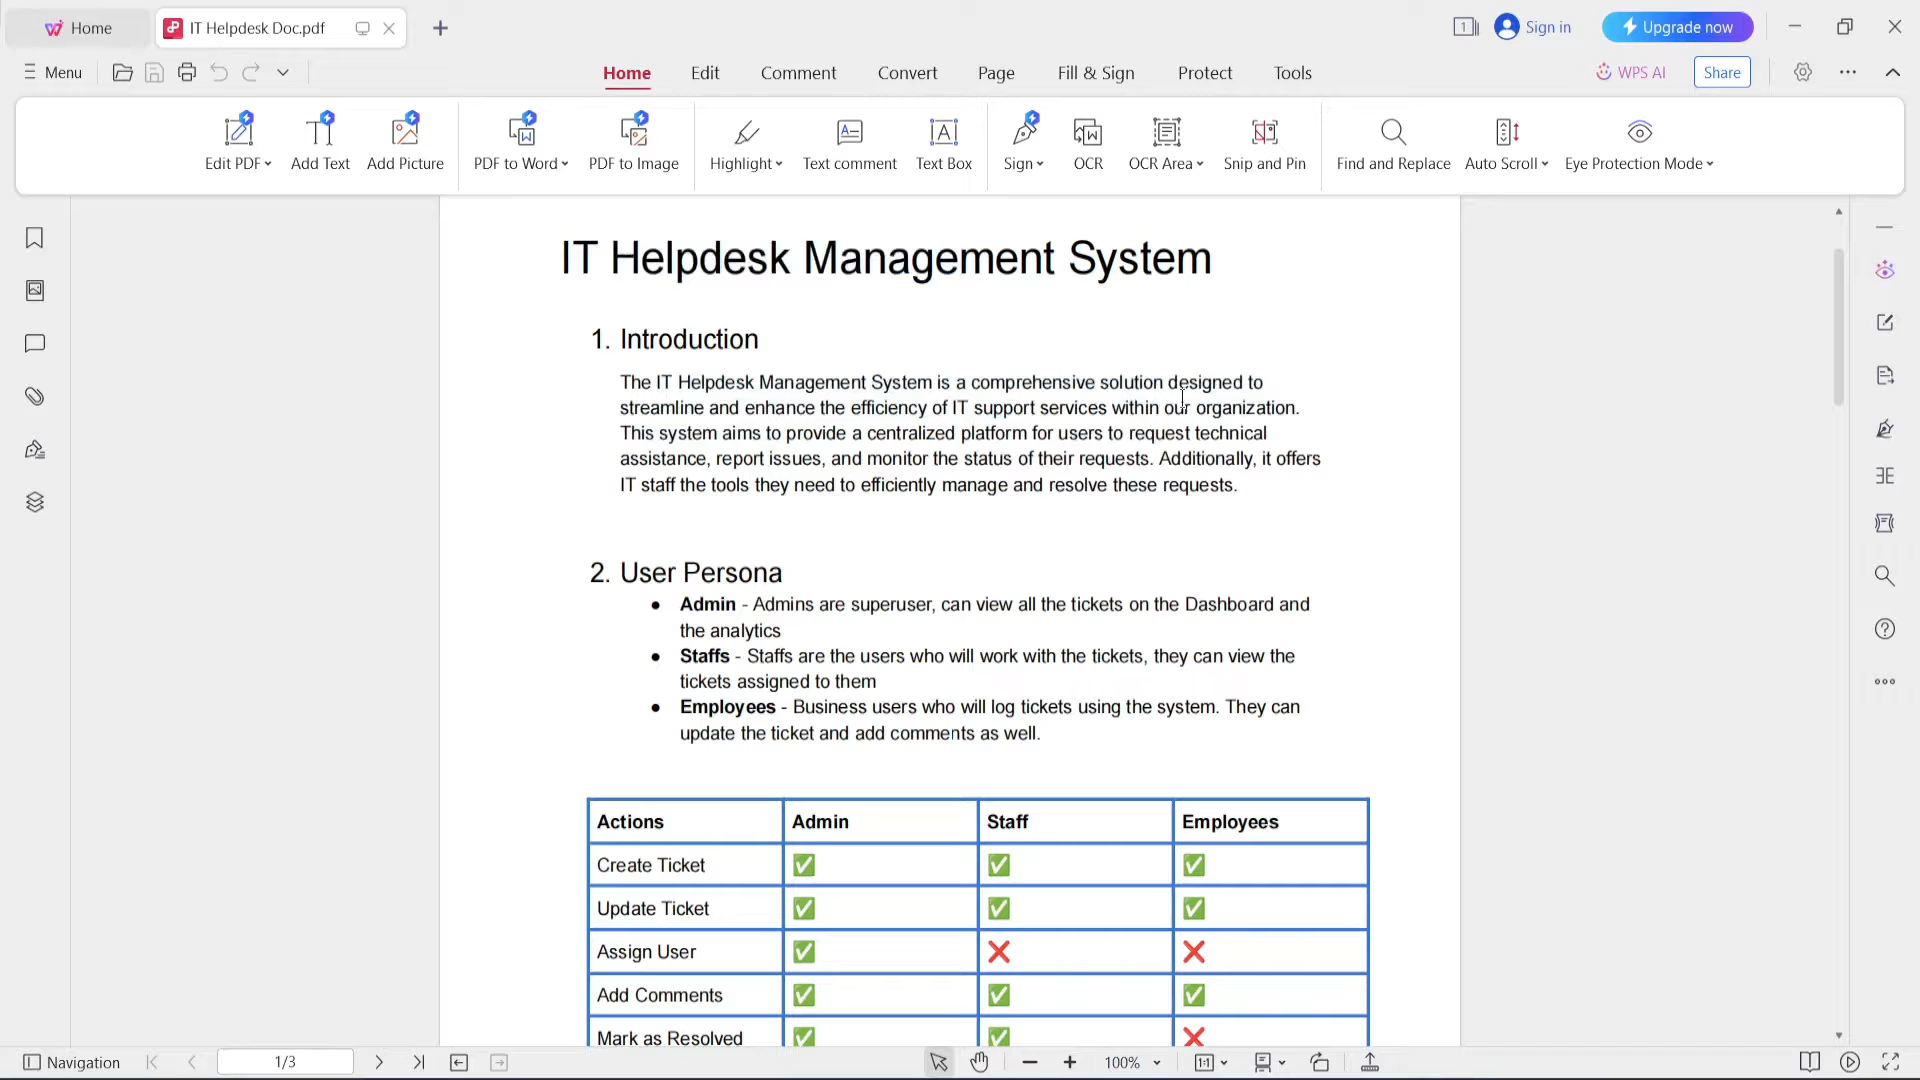 Home
IT Helpdesk Doc.pdf
1
Sign in
Upgrade now
Menu
Home
Edit
Comment
Convert
Page
Fill & Sign
Protect
Tools
WPS AI
Share
Edit PDF
Add Text
Add Picture
PDF to Word
PDF to Image
Highlight
Text comment
Text Box
Sign
OCR
OCR Area
Snip and Pin
Find and Replace
Auto Scroll
Eye Protection Mode
IT Helpdesk Management System
1. Introduction
The IT Helpdesk Management System is a comprehensive solution designed to
streamline and enhance the efficiency of IT support services within our organization.
This system aims to provide a centralized platform for users to request technical
assistance, report issues, and monitor the status of their requests. Additionally, it offers
IT staff the tools they need to efficiently manage and resolve these requests.
2. User Persona
● Admin - Admins are superuser, can view all the tickets on the Dashboard and
the analytics
● Staffs - Staffs are the users who will work with the tickets, they can view the
tickets assigned to them
● Employees - Business users who will log tickets using the system. They can
update the ticket and add comments as well.
Actions Admin Staff Employees
Create Ticket ✅ ✅ ✅
Update Ticket ✅ ✅ ✅
Assign User ✅ ❌ ❌
Add Comments ✅ ✅ ✅
Mark as Resolved ✅ ✅ ❌
Navigation
1/3
100%
1:1